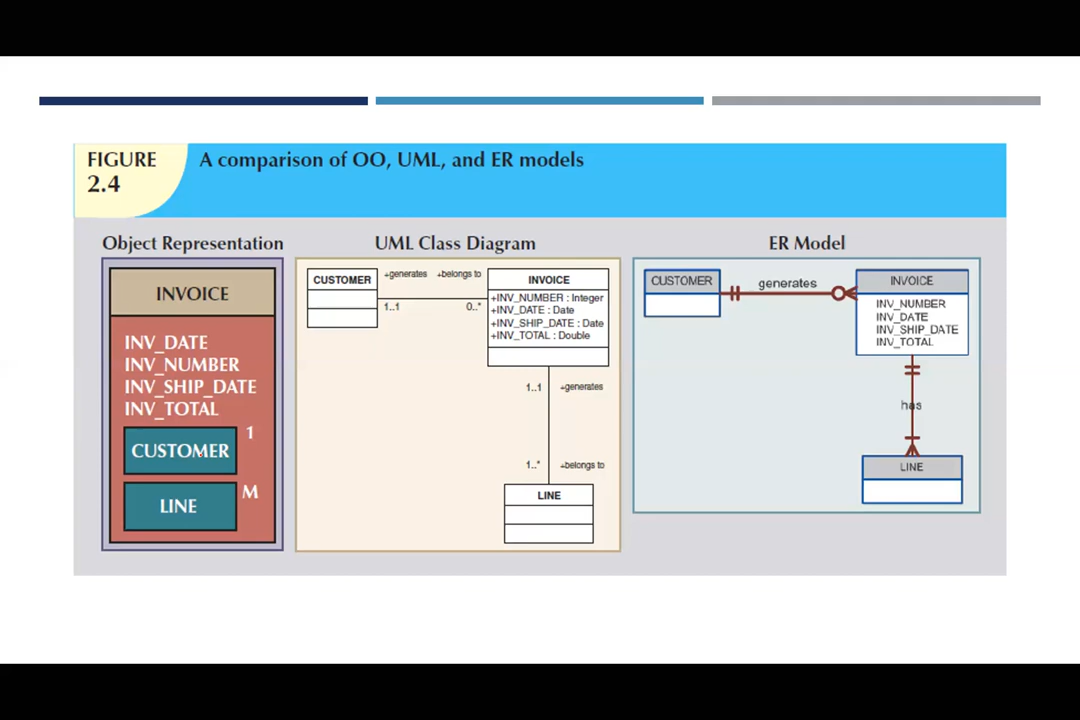 FIGURE
2.4
A comparison of OO, UML, and ER models
Object Representation
INVOICE
INV_DATE
INV_NUMBER
INV_SHIP_DATE
INV_TOTAL
CUSTOMER
1
LINE
M
UML Class Diagram
CUSTOMER
+generates
+belongs to
1..1
0..*
INVOICE
+INV_NUMBER : Integer
+INV_DATE : Date
+INV_SHIP_DATE : Date
+INV_TOTAL : Double
1..1
+generates
1..*
+belongs to
LINE
ER Model
CUSTOMER
generates
INVOICE
INV_NUMBER
INV_DATE
INV_SHIP_DATE
INV_TOTAL
has
LINE